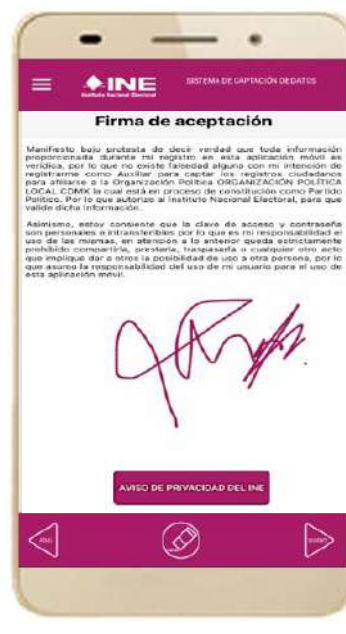 INE
Instituto Nacional Electoral
SISTEMA DE CAPTACIÓN DE DATOS
Firma de aceptación
Manifiesto bajo protesta de decir verdad que toda información
proporcionada durante mi registro en esta aplicación móvil es
verídica, por lo que no existe falsedad alguna con mi intención de
registrarme como Auxiliar para captar los registros ciudadanos
para afiliarse a la Organización Política ORGANIZACIÓN POLÍTICA
LOCAL CDMX la cual está en proceso de constitución como Partido
Político. Por lo que autorizo al Instituto Nacional Electoral, para que
valide dicha información.
Asimismo, estoy consiente que la clave de acceso y contraseña
son personales e intransferibles por lo que es mi responsabilidad el
uso de las mismas, en atención a lo anterior queda estrictamente
prohibido compartirla, prestarla, traspasarla o cualquier otro acto
que implique dar a otros la posibilidad de uso a otra persona, por lo
que asumo la responsabilidad del uso de mi usuario para el uso de
esta aplicación móvil.
AVISO DE PRIVACIDAD DEL INE